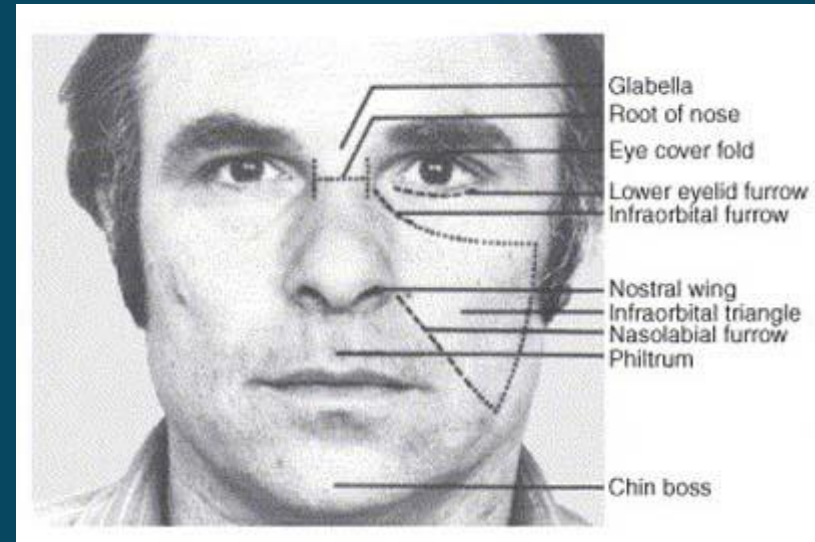 Glabella
Root of nose
Eye cover fold
Lower eyelid furrow
Infraorbital furrow
Nostral wing
Infraorbital triangle
Nasolabial furrow
Philtrum
Chin boss